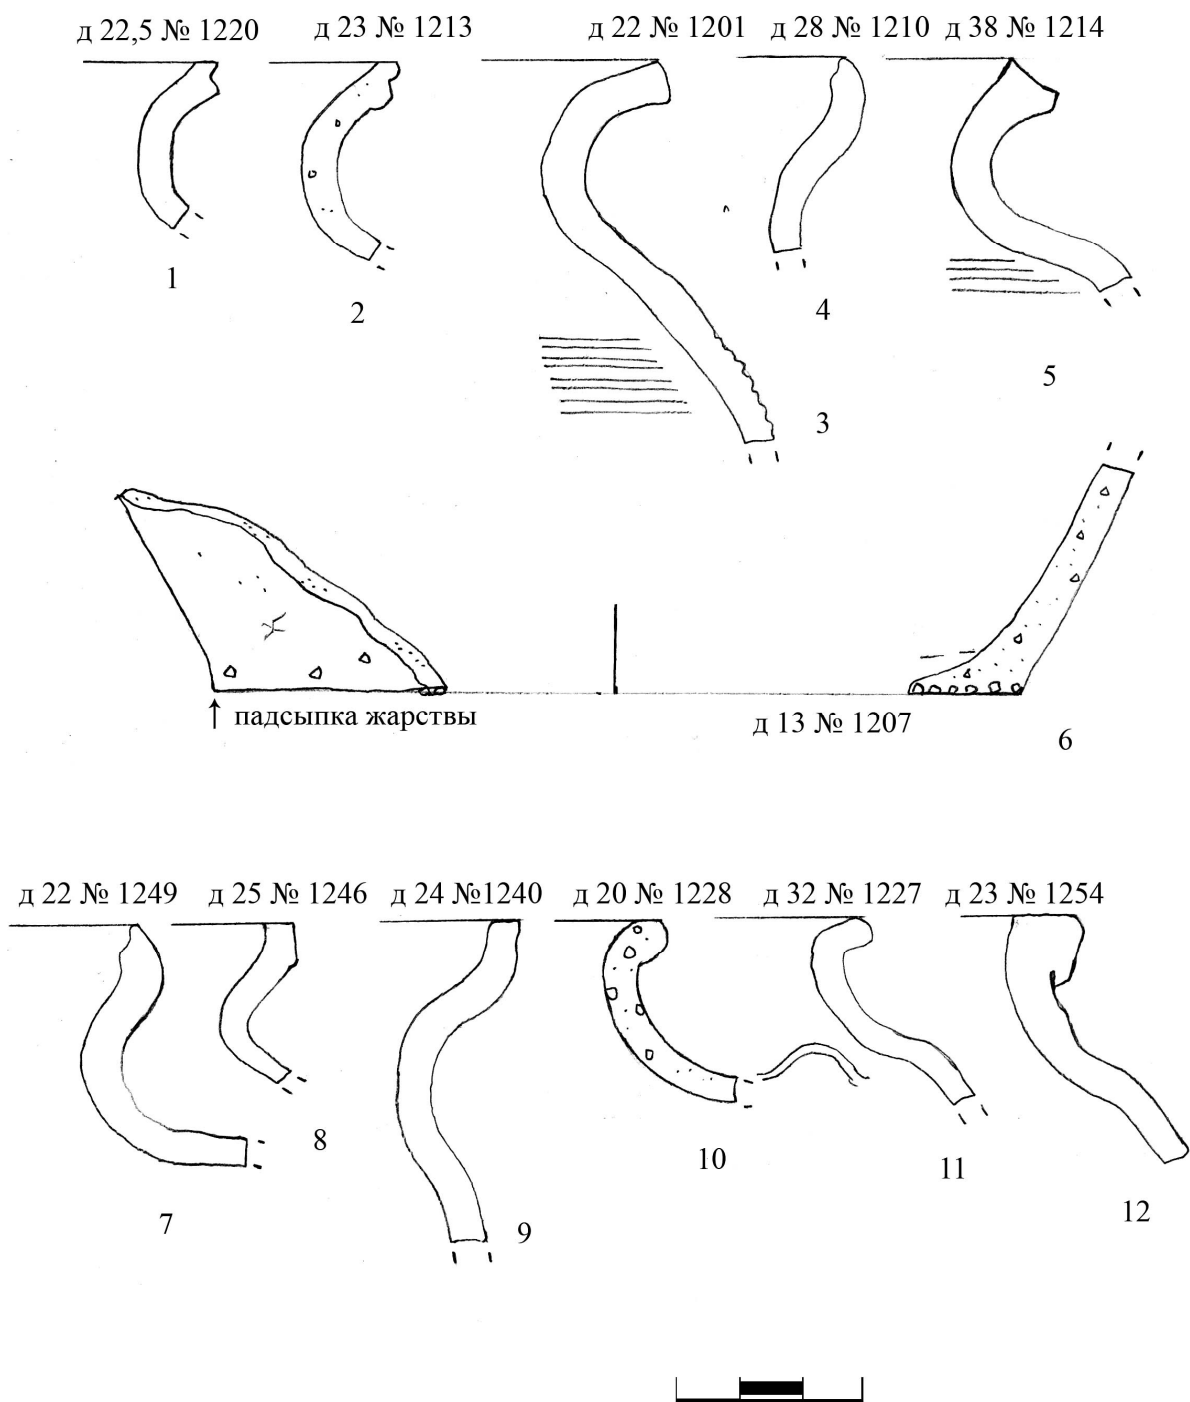 д 22,5 № 1220
д 23 № 1213
д 22 № 1201
д 28 № 1210
д 38 № 1214
1
2
3
4
5
падсыпка жарствы
д 13 № 1207
6
д 22 № 1249
д 25 № 1246
д 24 №1240
д 20 № 1228
д 32 № 1227
д 23 № 1254
7
8
9
10
11
12